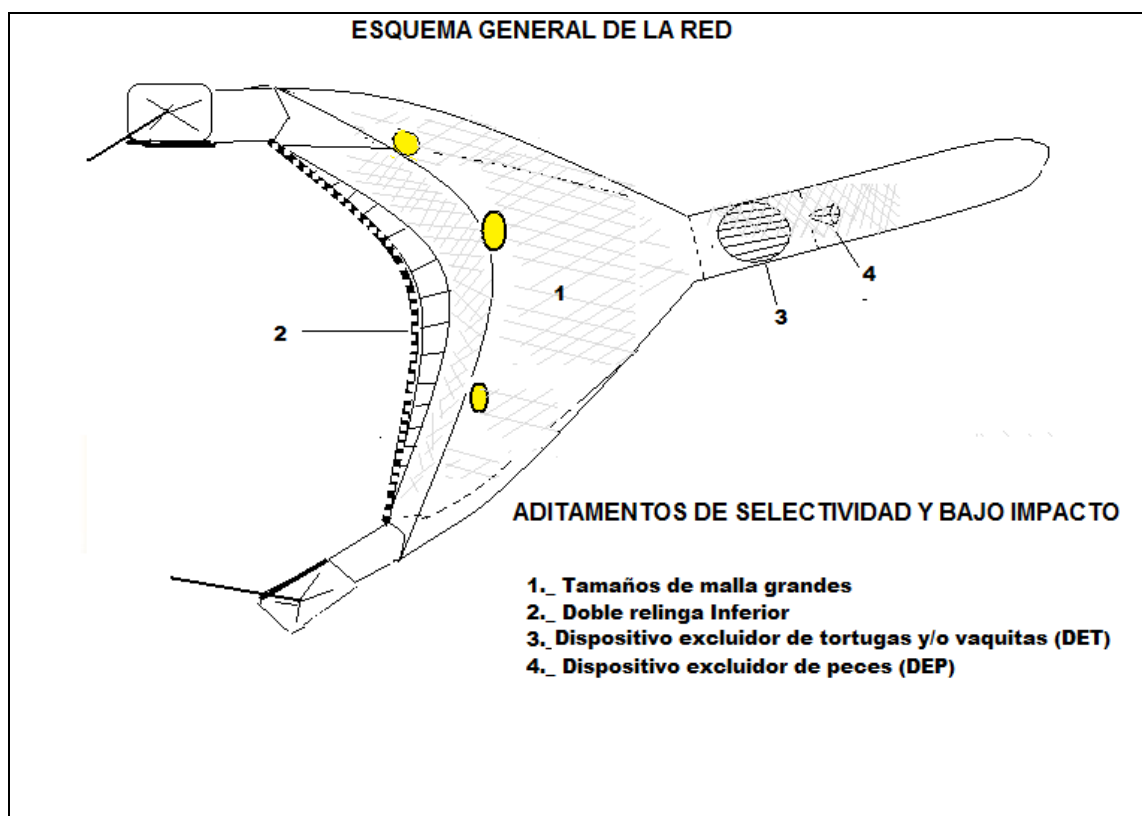 ESQUEMA GENERAL DE LA RED
1
2
3
4
ADITAMENTOS DE SELECTIVIDAD Y BAJO IMPACTO
1._ Tamaños de malla grandes
2._ Doble relinga Inferior
3._ Dispositivo excluidor de tortugas y/o vaquitas (DET)
4._ Dispositivo excluidor de peces (DEP)